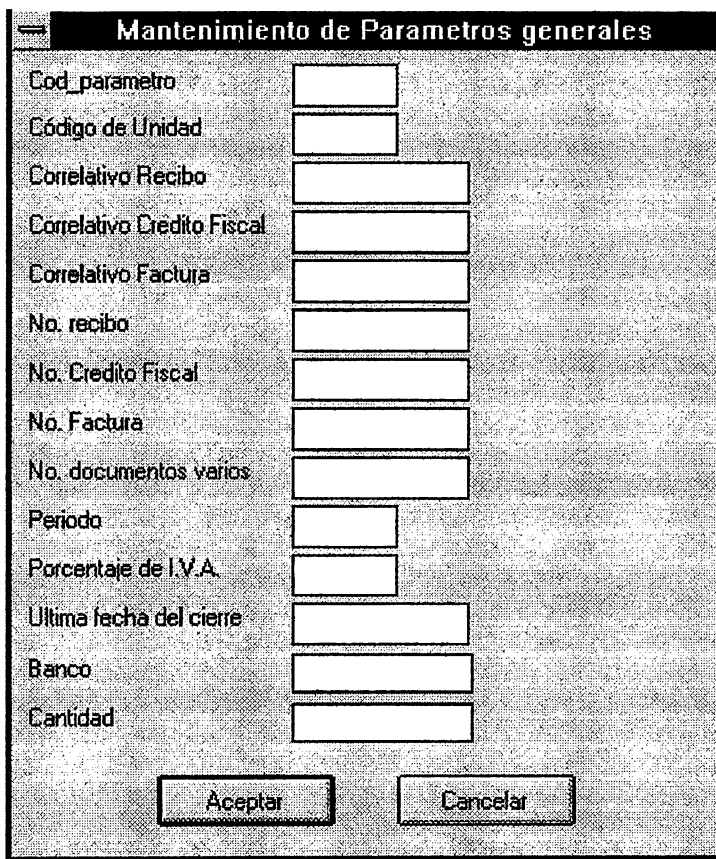 Mantenimiento de Parametros generales
Cod_parametro
Código de Unidad
Correlativo Recibo
Correlativo Credito Fiscal
Correlativo Factura
No. recibo
No. Credito Fiscal
No. Factura
No. documentos varios
Periodo
Porcentaje de I.V.A.
Ultima fecha del cierre
Banco
Cantidad
Aceptar Cancelar